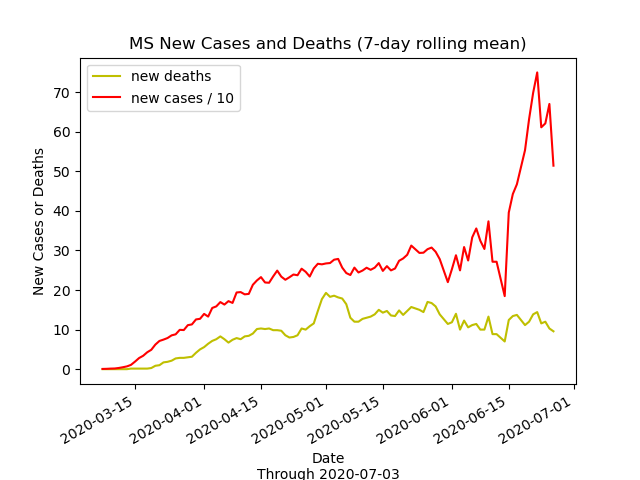 MS New Cases and Deaths (7-day rolling mean)
new deaths
new cases / 10
New Cases or Deaths
70
60
50
40
30
20
10
0
2020-03-15
2020-04-01
2020-04-15
2020-05-01
2020-05-15
2020-06-01
2020-06-15
2020-07-01
Date
Through 2020-07-03